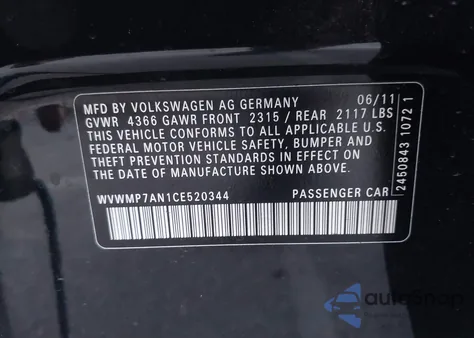 MFD BY VOLKSWAGEN AG GERMANY 06/11
GVWR 4366 GAWR FRONT 2315 / REAR 2117 LBS
THIS VEHICLE CONFORMS TO ALL APPLICABLE U.S.
FEDERAL MOTOR VEHICLE SAFETY, BUMPER AND
THEFT PREVENTION STANDARDS IN EFFECT ON
THE DATE OF MANUFACTURE SHOWN ABOVE.
WVWMP7AN1CE520344 PASSENGER CAR
2450843 10721
autoSnap